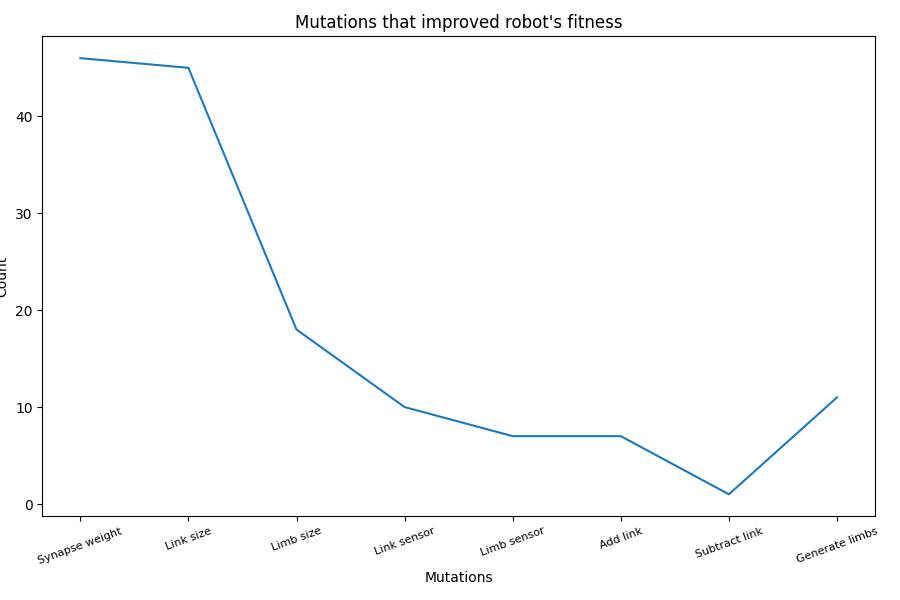 Mutations that improved robot's fitness
Count
40
30
20
10
0
Synapse weight
Link size
Limb size
Link sensor
Limb sensor
Add link
Subtract link
Generate limbs
Mutations